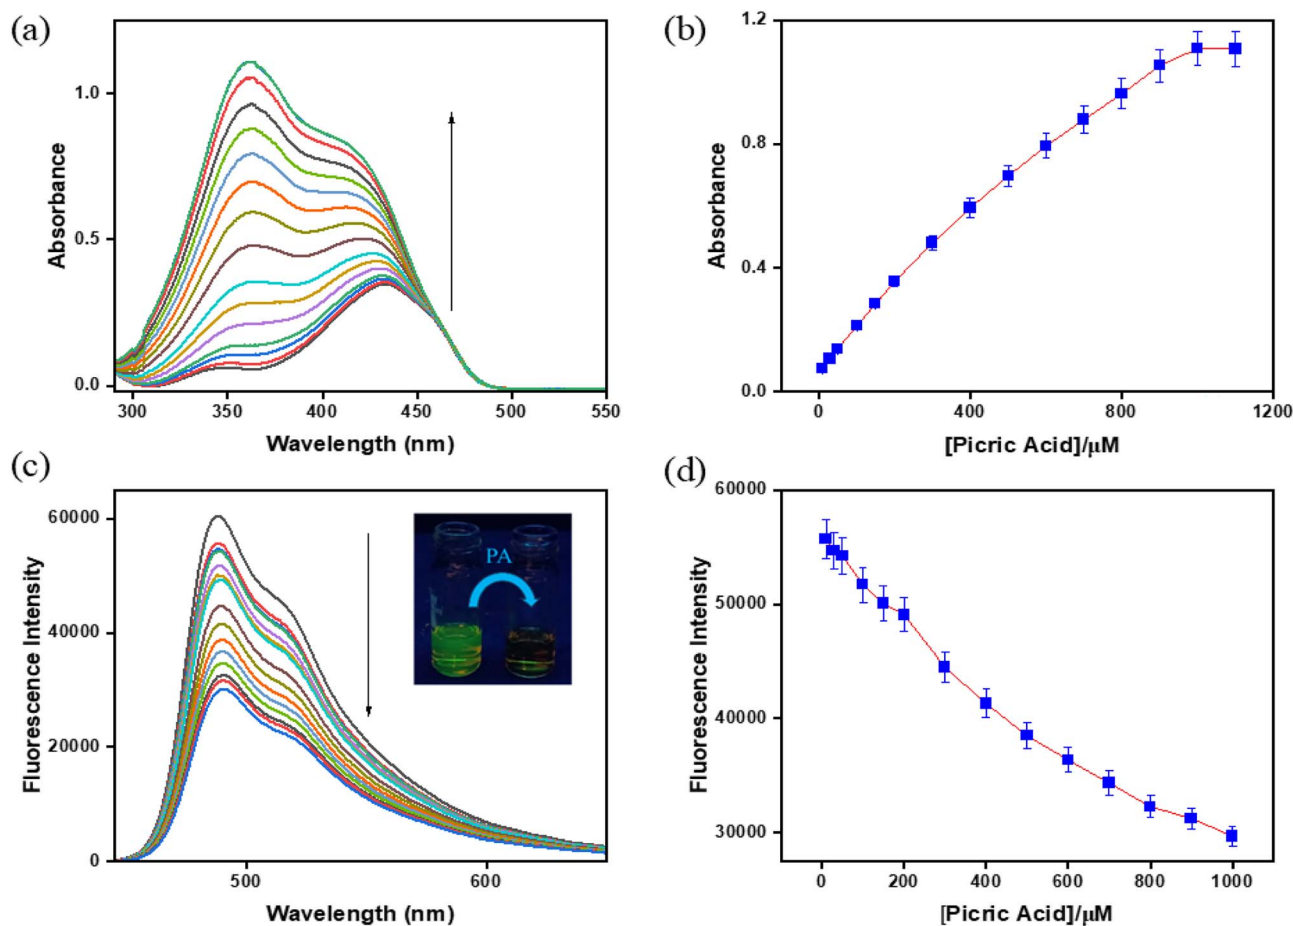 (a)
1.0
0.5
0.0
Absorbance
300
350
400
450
500
550
Wavelength (nm)
(b)
1.2
0.8
0.4
0.0
Absorbance
0
400
800
1200
[Picric Acid]/μM
(c)
60000
40000
20000
0
Fluorescence Intensity
PA
500
600
Wavelength (nm)
(d)
60000
50000
40000
30000
Fluorescence Intensity
0
200
400
600
800
1000
[Picric Acid]/μM